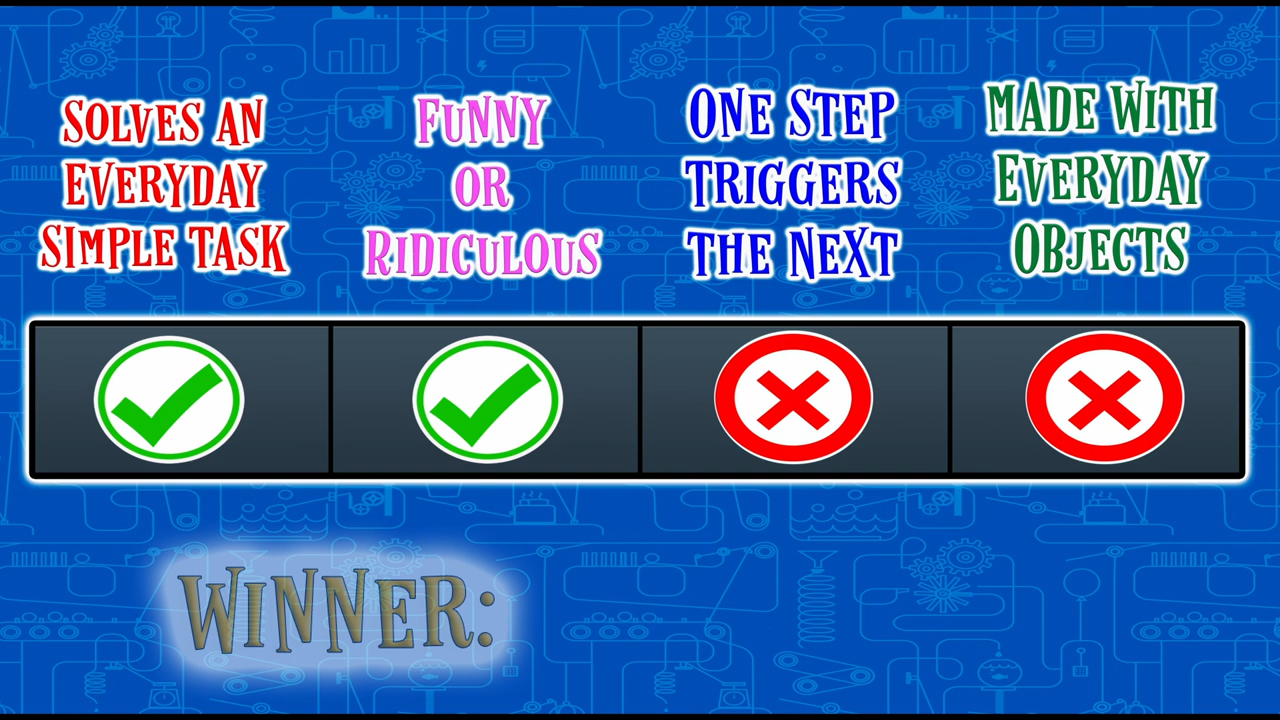 SOLVES AN
EVERYDAY
SIMPLE TASK
FUNNY
OR
RIDICULOUS
ONE STEP
TRIGGERS
THE NEXT
MADE WITH
EVERYDAY
OBJECTS
WINNER: